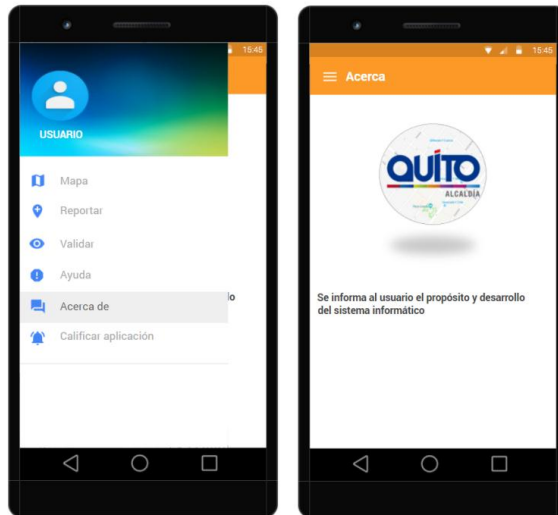 15:45
USUARIO
Mapa
Reportar
Validar
Ayuda
Acerca de
Calificar aplicación
lo
15:45
Acerca
QUITO
ALCALDÍA
Se informa al usuario el propósito y desarrollo
del sistema informático